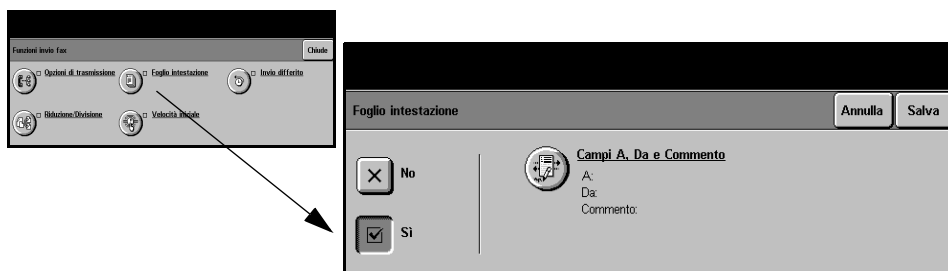 Funzioni invio fax
Chiude
Opzioni di trasmissione
Foglio intestazione
Invio differito
Riduzione/Divisione
Velocità iniziale
Foglio intestazione
Annulla
Salva
No
Campi A, Da e Commento
A:
Da:
Commento:
Sì